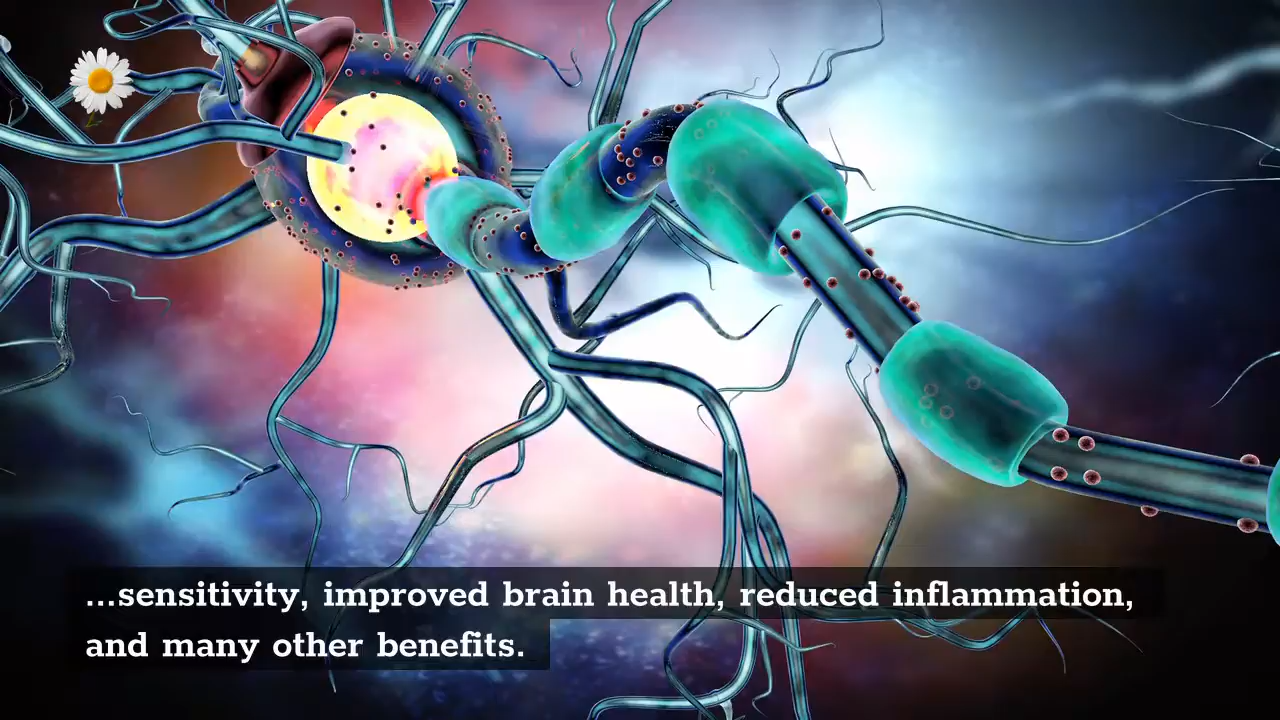 ...sensitivity, improved brain health, reduced inflammation,
and many other benefits.